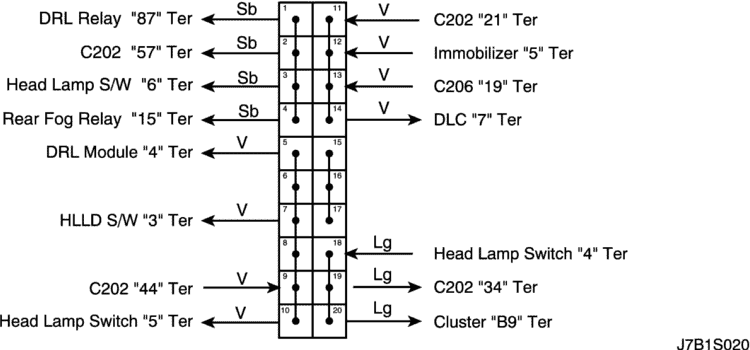 DRL Relay "87" Ter Sb 1 11 V C202 "21" Ter
C202 "57" Ter Sb 2 12 V Immobilizer "5" Ter
Head Lamp S/W "6" Ter Sb 3 13 V C206 "19" Ter
Rear Fog Relay "15" Ter Sb 4 14 V DLC "7" Ter
DRL Module "4" Ter V 5 15
6 16
HLLD S/W "3" Ter V 7 17
8 18 Lg Head Lamp Switch "4" Ter
C202 "44" Ter V 9 19 Lg C202 "34" Ter
Head Lamp Switch "5" Ter V 10 20 Lg Cluster "B9" Ter
J7B1S020